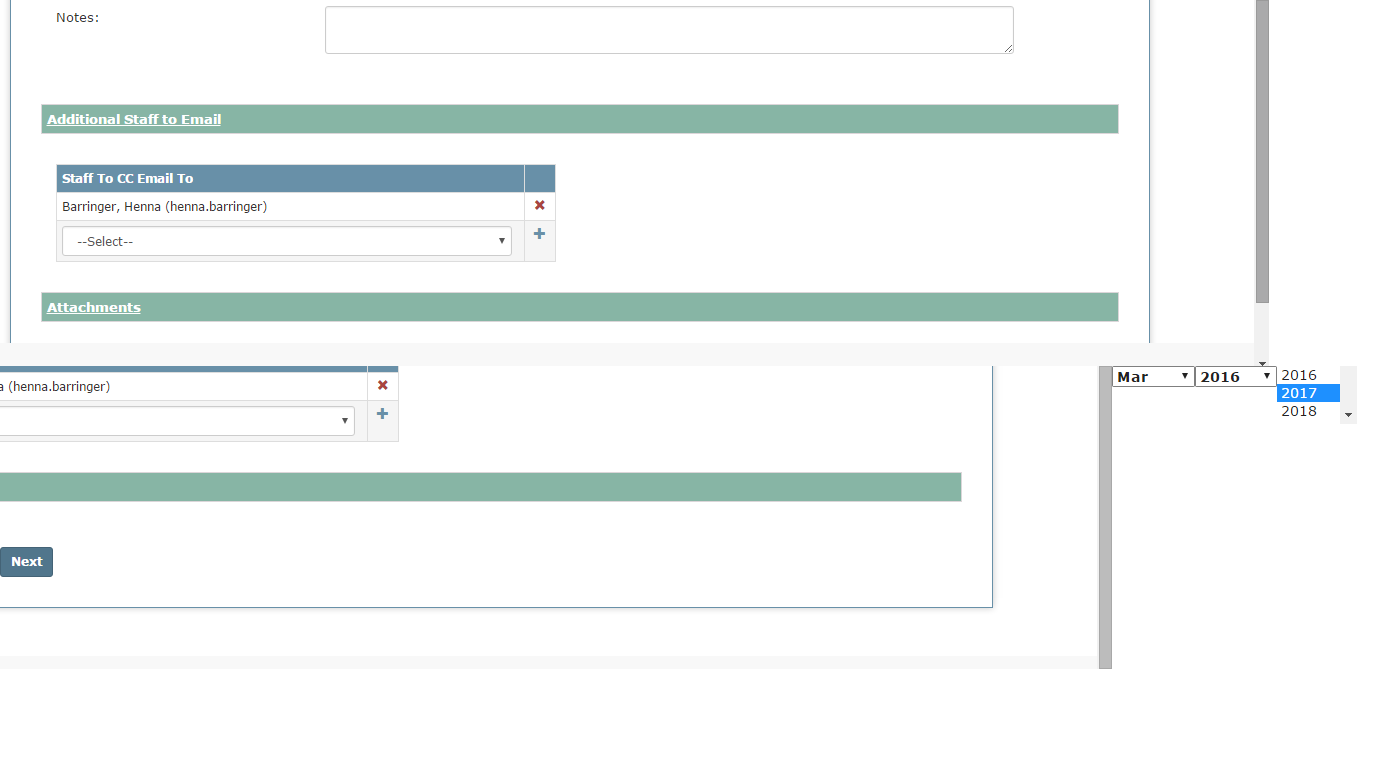 Notes:
Additional Staff to Email
Staff To CC Email To
Barringer, Henna (henna.barringer)
--Select--
Attachments
a (henna.barringer)
Mar 2016 2016
2017
2018
Next